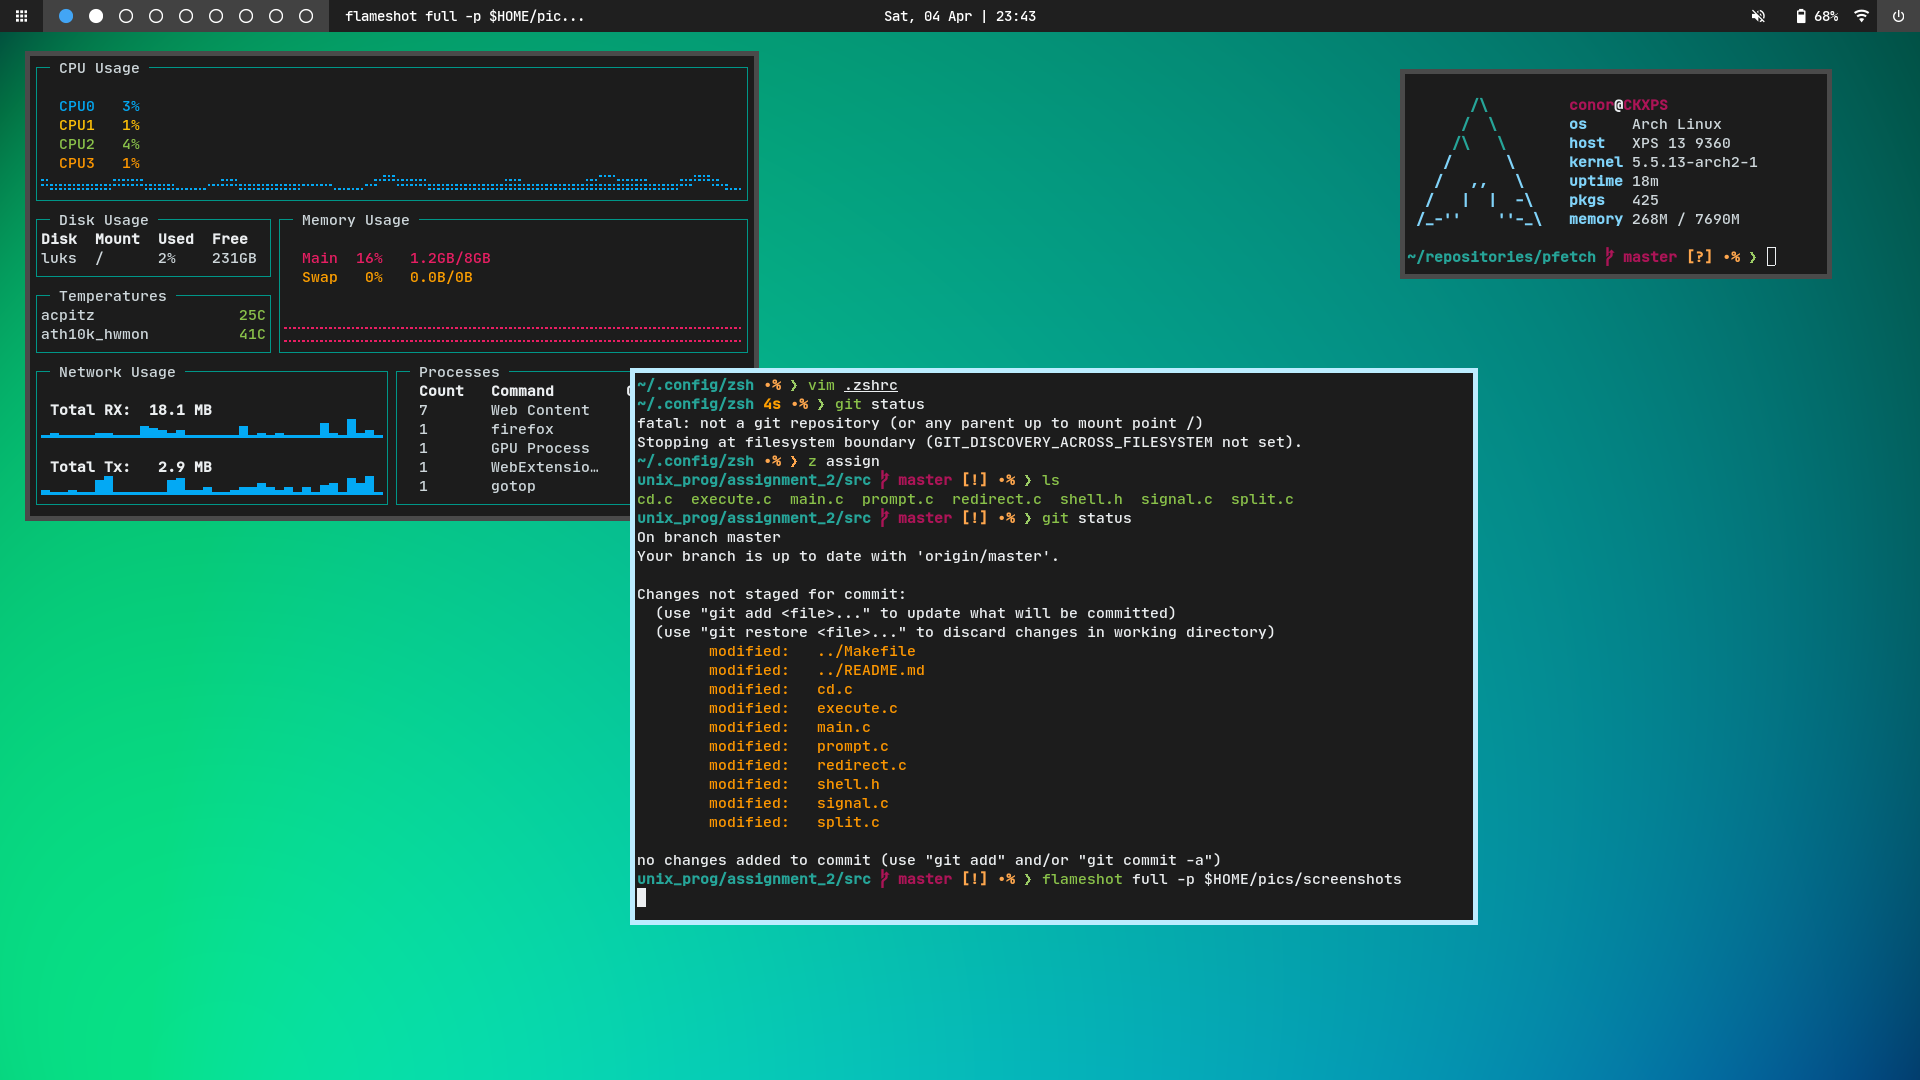 flameshot full -p $HOME/pic...
Sat, 04 Apr | 23:43
68%
CPU Usage
CPU0 3%
CPU1 1%
CPU2 4%
CPU3 1%
Disk Usage
Disk Mount Used Free
luks / 2% 231GB
Memory Usage
Main 16% 1.2GB/8GB
Swap 0% 0.0B/0B
Temperatures
acpitz 25C
ath10k_hwmon 41C
Network Usage
Total RX: 18.1 MB
Total Tx: 2.9 MB
Processes
Count Command
7 Web Content
1 firefox
1 GPU Process
1 WebExtensio…
1 gotop
conor@CKXPS
os Arch Linux
host XPS 13 9360
kernel 5.5.13-arch2-1
uptime 18m
pkgs 425
memory 268M / 7690M
~/repositories/pfetch master [?] •% ❯
~/.config/zsh •% ❯ vim .zshrc
~/.config/zsh 4s •% ❯ git status
fatal: not a git repository (or any parent up to mount point /)
Stopping at filesystem boundary (GIT_DISCOVERY_ACROSS_FILESYSTEM not set).
~/.config/zsh •% ❯ z assign
unix_prog/assignment_2/src master [!] •% ❯ ls
cd.c execute.c main.c prompt.c redirect.c shell.h signal.c split.c
unix_prog/assignment_2/src master [!] •% ❯ git status
On branch master
Your branch is up to date with 'origin/master'.
Changes not staged for commit:
(use "git add <file>..." to update what will be committed)
(use "git restore <file>..." to discard changes in working directory)
modified: ../Makefile
modified: ../README.md
modified: cd.c
modified: execute.c
modified: main.c
modified: prompt.c
modified: redirect.c
modified: shell.h
modified: signal.c
modified: split.c
no changes added to commit (use "git add" and/or "git commit -a")
unix_prog/assignment_2/src master [!] •% ❯ flameshot full -p $HOME/pics/screenshots